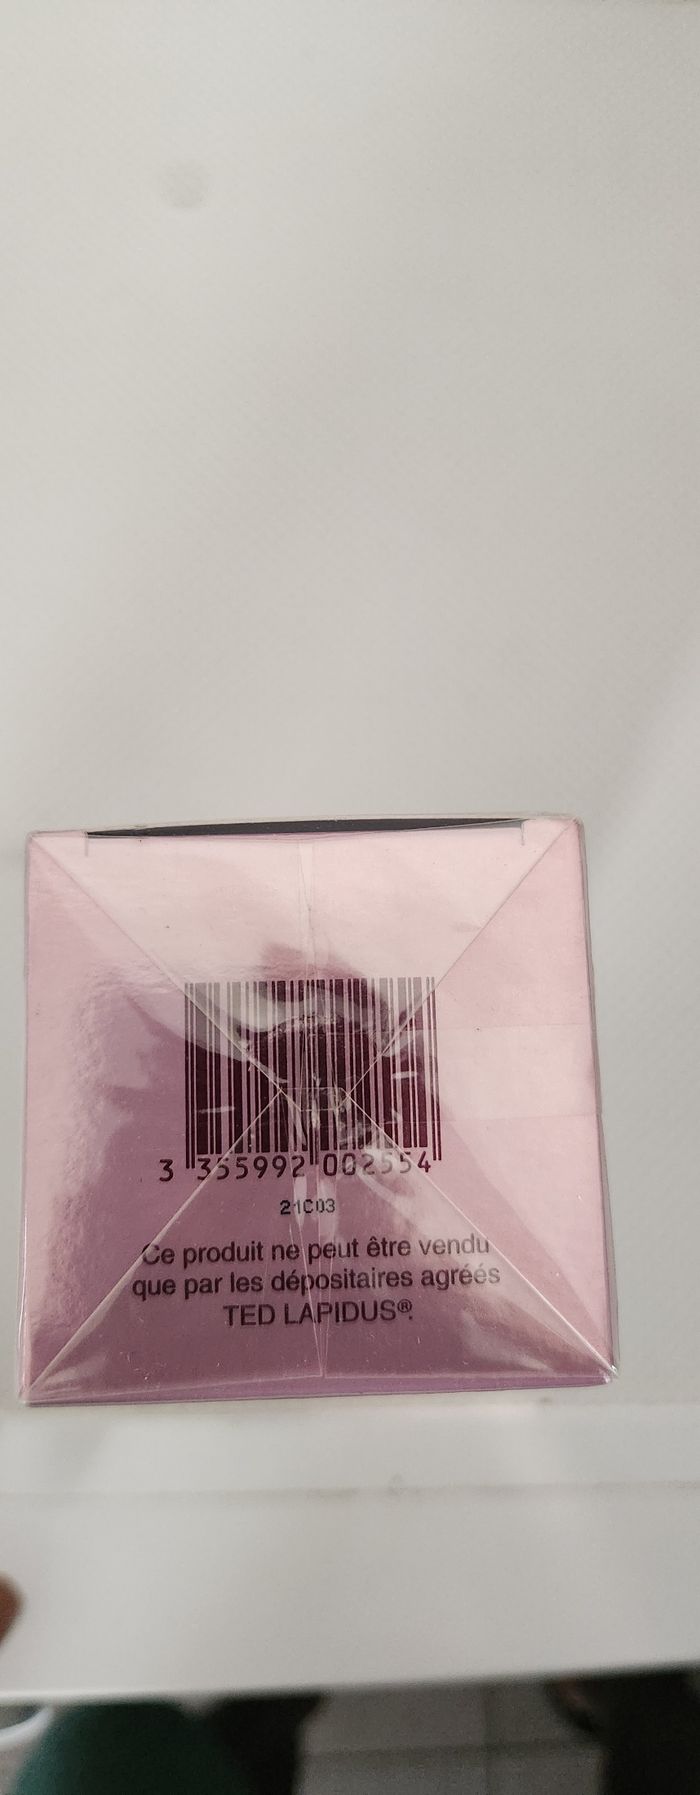 3 355992 002554
21C03
Ce produit ne peut être vendu
que par les dépositaires agréés
TED LAPIDUS®.